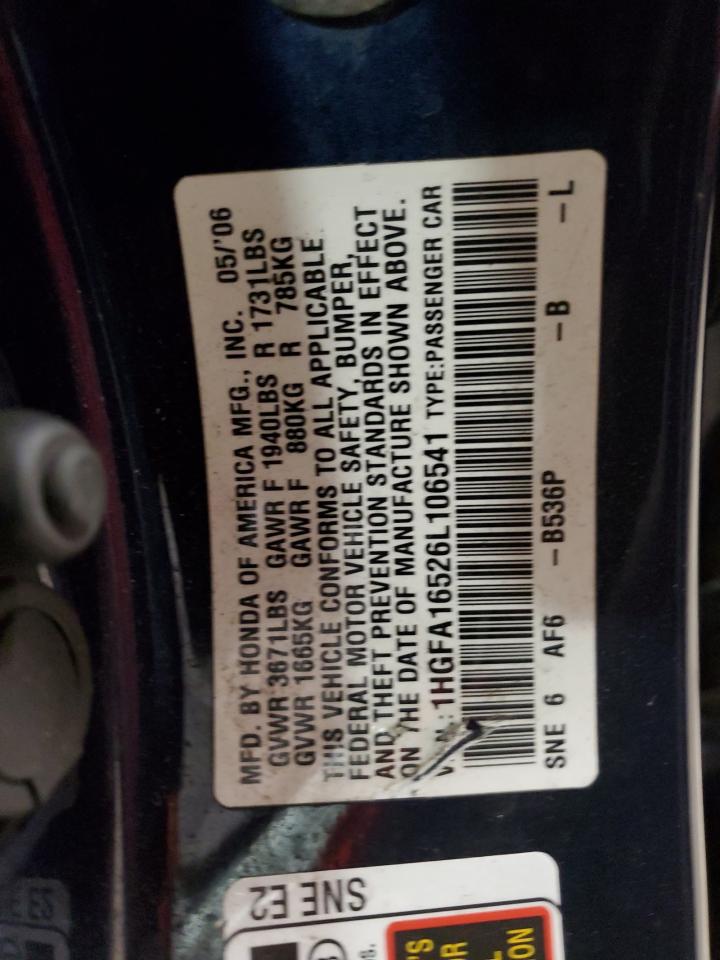 MFD. BY HONDA OF AMERICA MFG., INC. 05/'06
GVWR 3671LBS GAWR F 1940LBS R 1731LBS
GVWR 1665KG GAWR F 880KG R 785KG
THIS VEHICLE CONFORMS TO ALL APPLICABLE
FEDERAL MOTOR VEHICLE SAFETY, BUMPER,
AND THEFT PREVENTION STANDARDS IN EFFECT
ON THE DATE OF MANUFACTURE SHOWN ABOVE.
V. N.: 1HGFA16526L106541 TYPE:PASSENGER CAR
SNE 6 AF6 –B536P –B –L
SNE E2